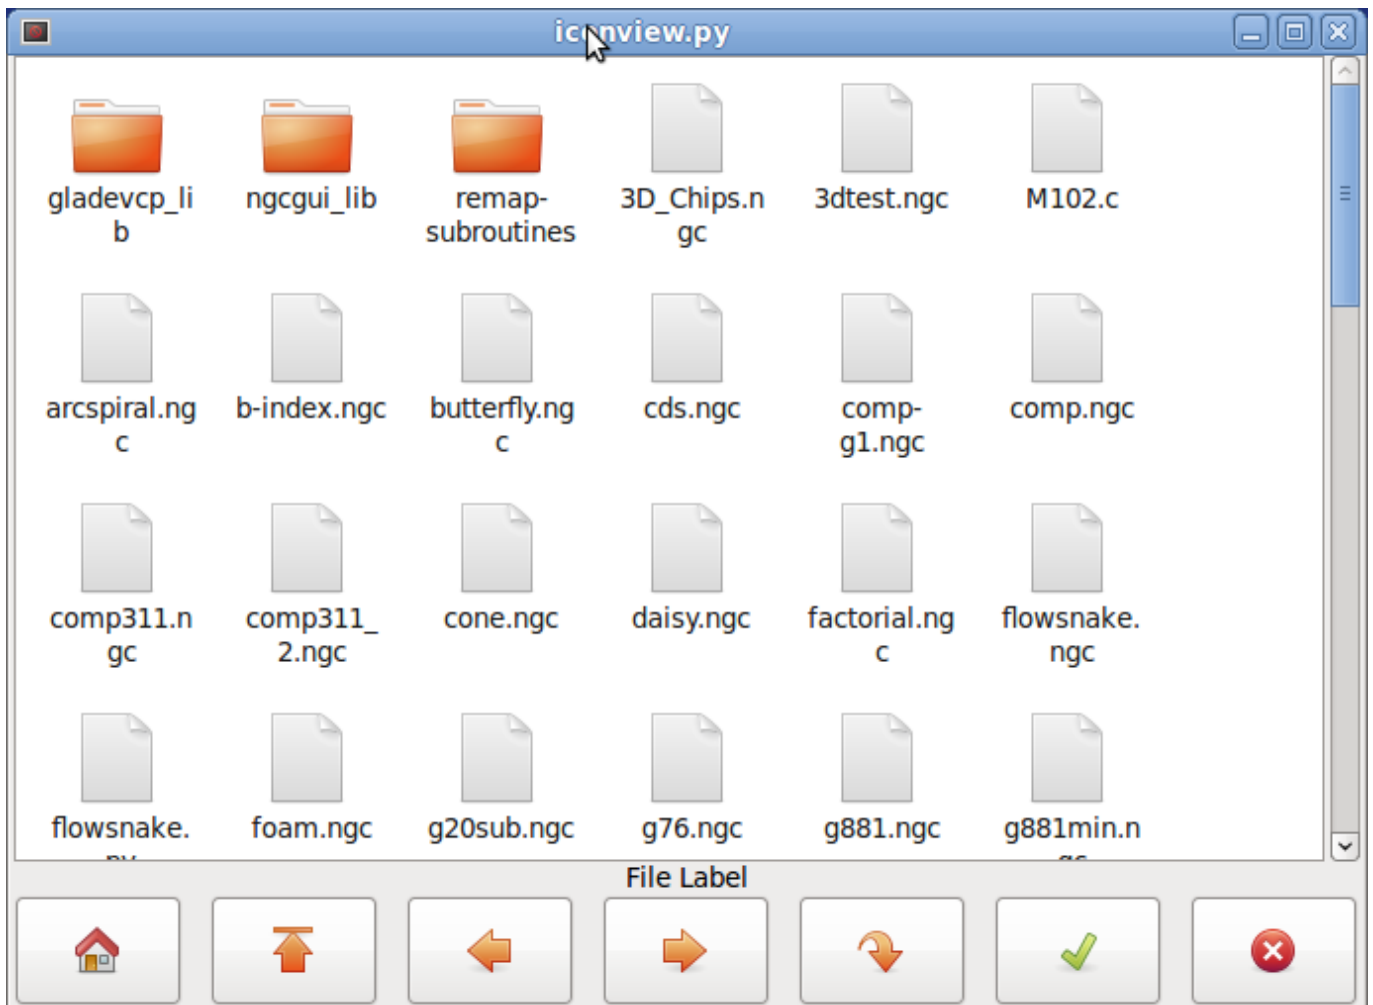 iconview.py
gladevcp_li
b
ngcgui_lib
remap-
subroutines
3D_Chips.n
gc
3dtest.ngc
M102.c
arcspiral.ng
c
b-index.ngc
butterfly.ng
c
cds.ngc
comp-
g1.ngc
comp.ngc
comp311.n
gc
comp311_
2.ngc
cone.ngc
daisy.ngc
factorial.ng
c
flowsnake.
ngc
flowsnake.
py
foam.ngc
g20sub.ngc
g76.ngc
g881.ngc
g881min.n
gc
File Label